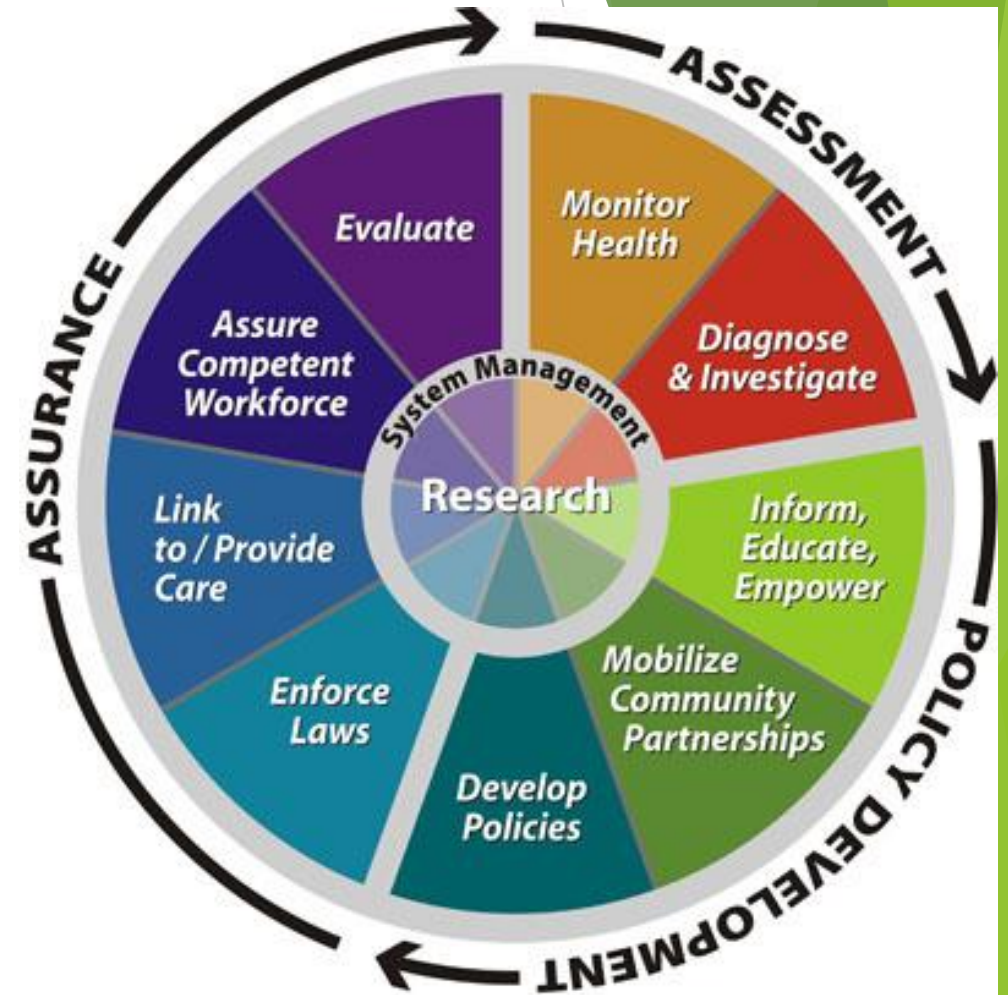 ASSESSMENT
Monitor
Health
Diagnose
& Investigate
POLICY DEVELOPMENT
Inform,
Educate,
Empower
Mobilize
Community
Partnerships
Develop
Policies
ASSURANCE
Enforce
Laws
Link
to / Provide
Care
Assure
Competent
Workforce
Evaluate
System Management
Research